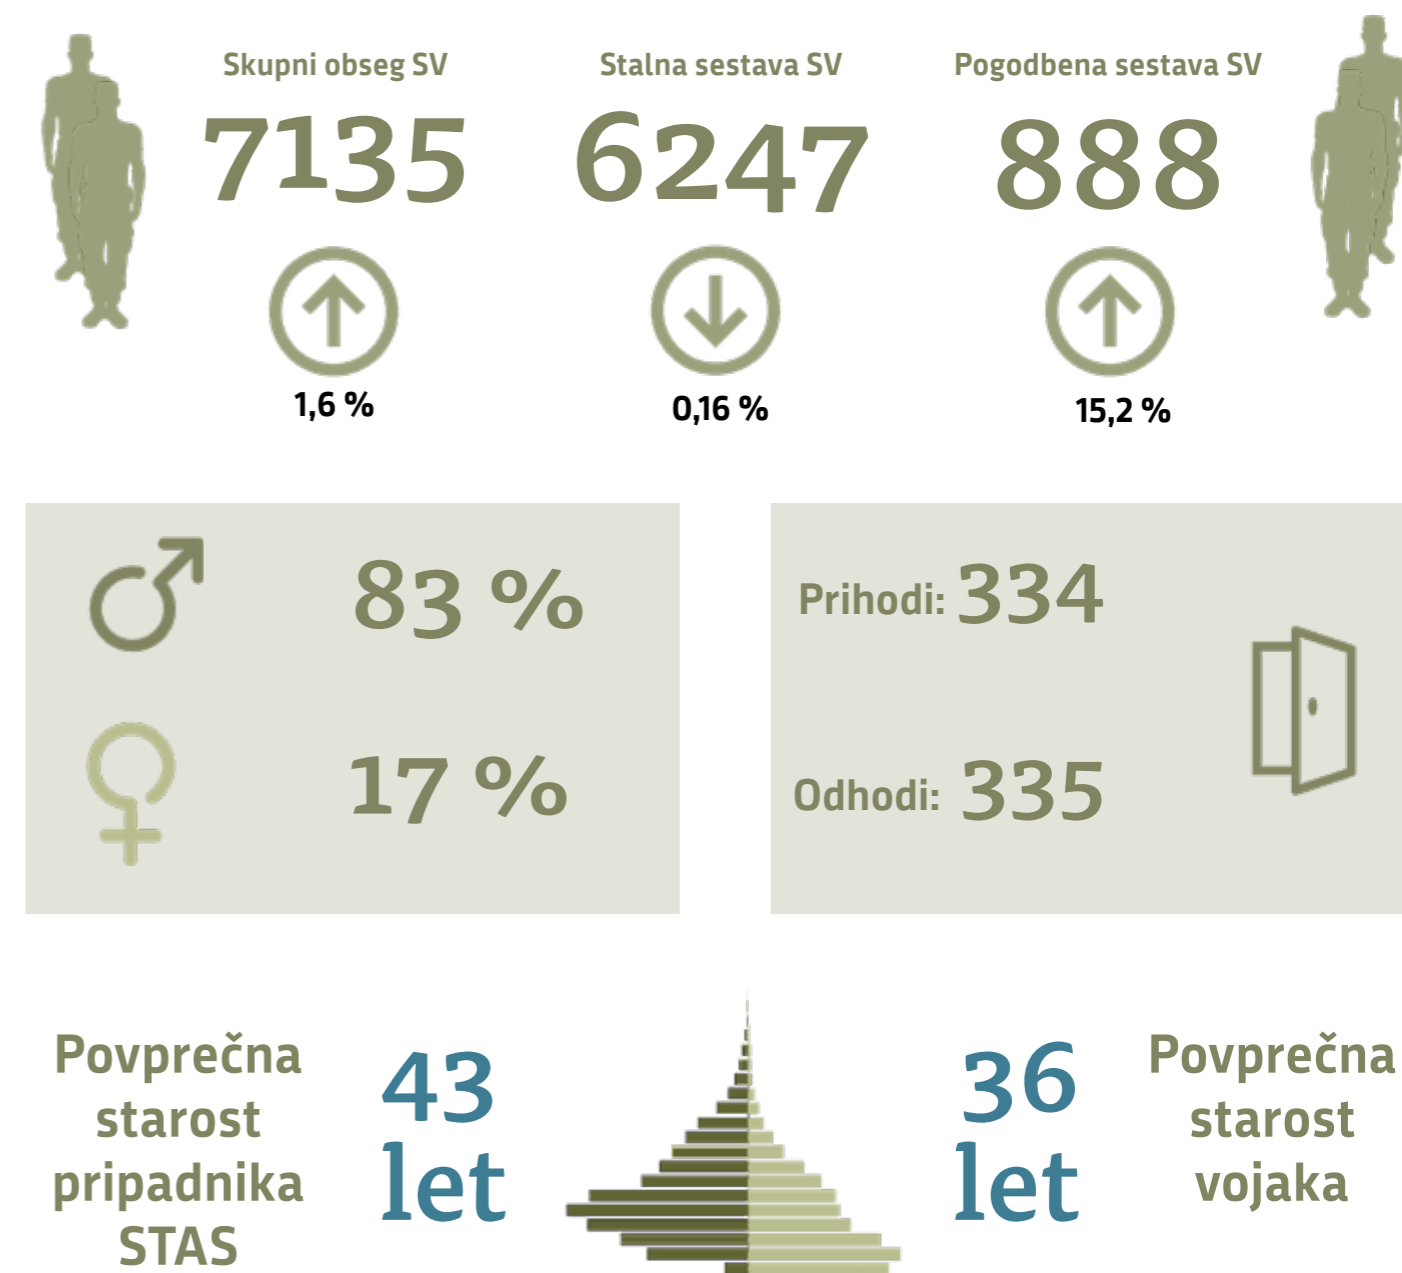 Skupni obseg SV
7135
1,6 %
Stalna sestava SV
6247
0,16 %
Pogodbena sestava SV
888
15,2 %
83 %
17 %
Prihodi: 334
Odhodi: 335
Povprečna
starost
pripadnika
STAS
43
let
36
let
Povprečna
starost
vojaka